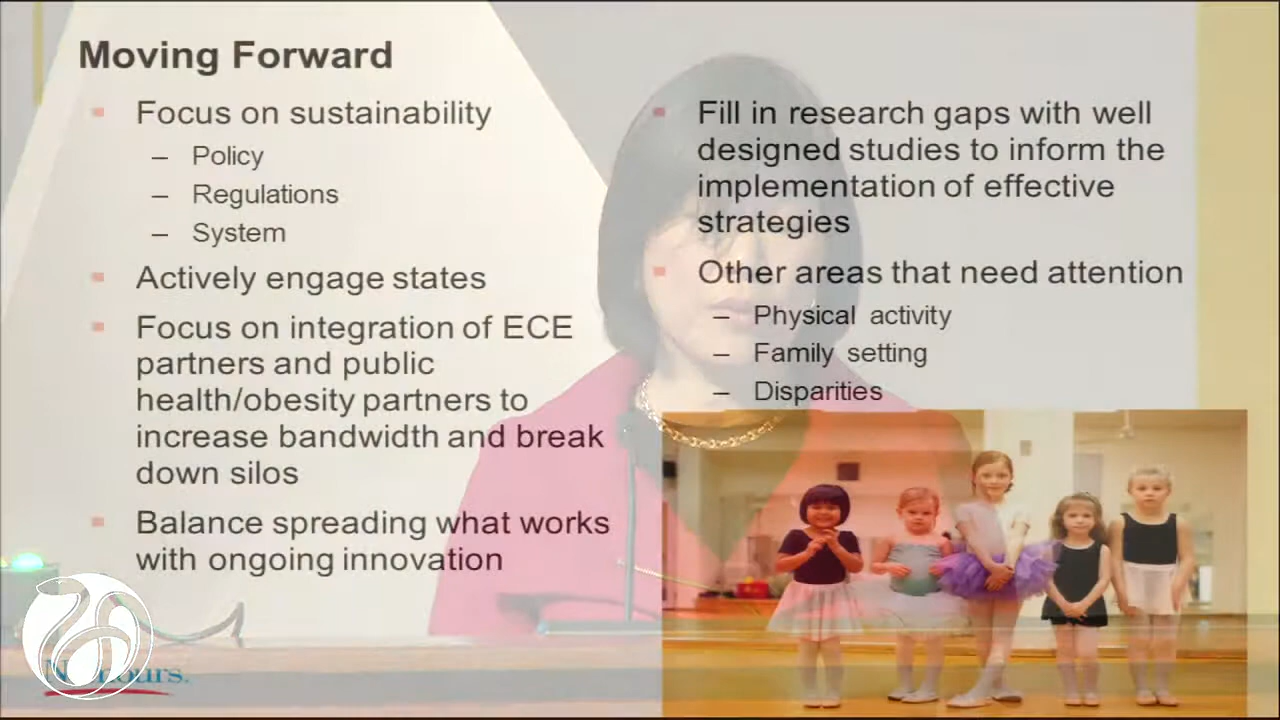 Moving Forward
Focus on sustainability
– Policy
– Regulations
– System
Actively engage states
Focus on integration of ECE
partners and public
health/obesity partners to
increase bandwidth and break
down silos
Balance spreading what works
with ongoing innovation
Fill in research gaps with well
designed studies to inform the
implementation of effective
strategies
Other areas that need attention
– Physical activity
– Family setting
– Disparities